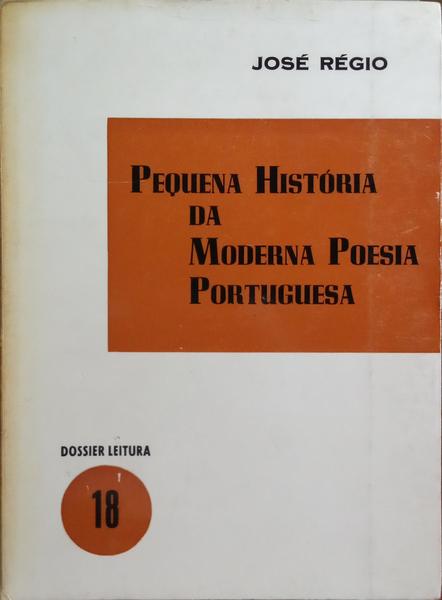 JOSÉ RÉGIO
PEQUENA HISTÓRIA
DA
MODERNA POESIA
PORTUGUESA
DOSSIER LEITURA
18